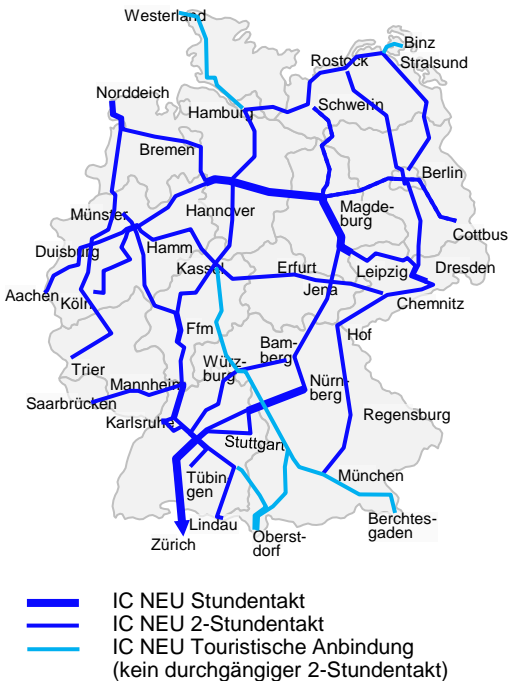 Westerland
Binz
Rostock
Stralsund
Norddeich
Schwerin
Hamburg
Bremen
Berlin
Magde-
burg
Hannover
Münster
Cottbus
Hamm
Duisburg
Kassel
Erfurt
Leipzig
Dresden
Jena
Aachen
Köln
Chemnitz
Ffm
Hof
Bam-
berg
Würz-
burg
Trier
Mannheim
Nürn-
berg
Saarbrücken
Karlsruhe
Regensburg
Stuttgart
Tübin-
gen
München
Lindau
Berchtes-
gaden
Zürich
Oberst-
dorf
IC NEU Stundentakt
IC NEU 2-Stundentakt
IC NEU Touristische Anbindung
(kein durchgängiger 2-Stundentakt)